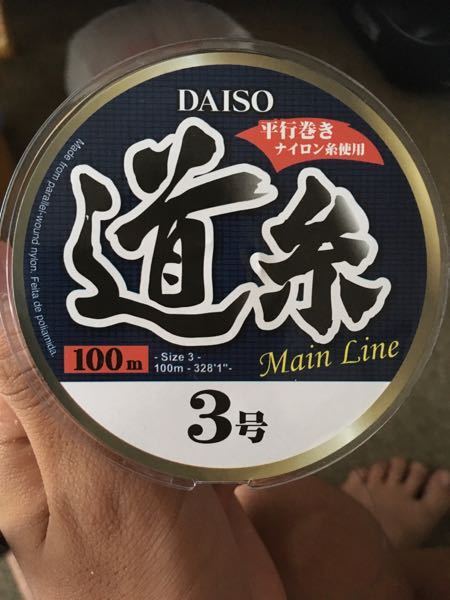 DAISO
平行巻き
ナイロン糸使用
Made from parallel-wound nylon. Feita de poliamida.
道糸
100m
- Size 3 -
100m - 328'1"-
Main Line
3号